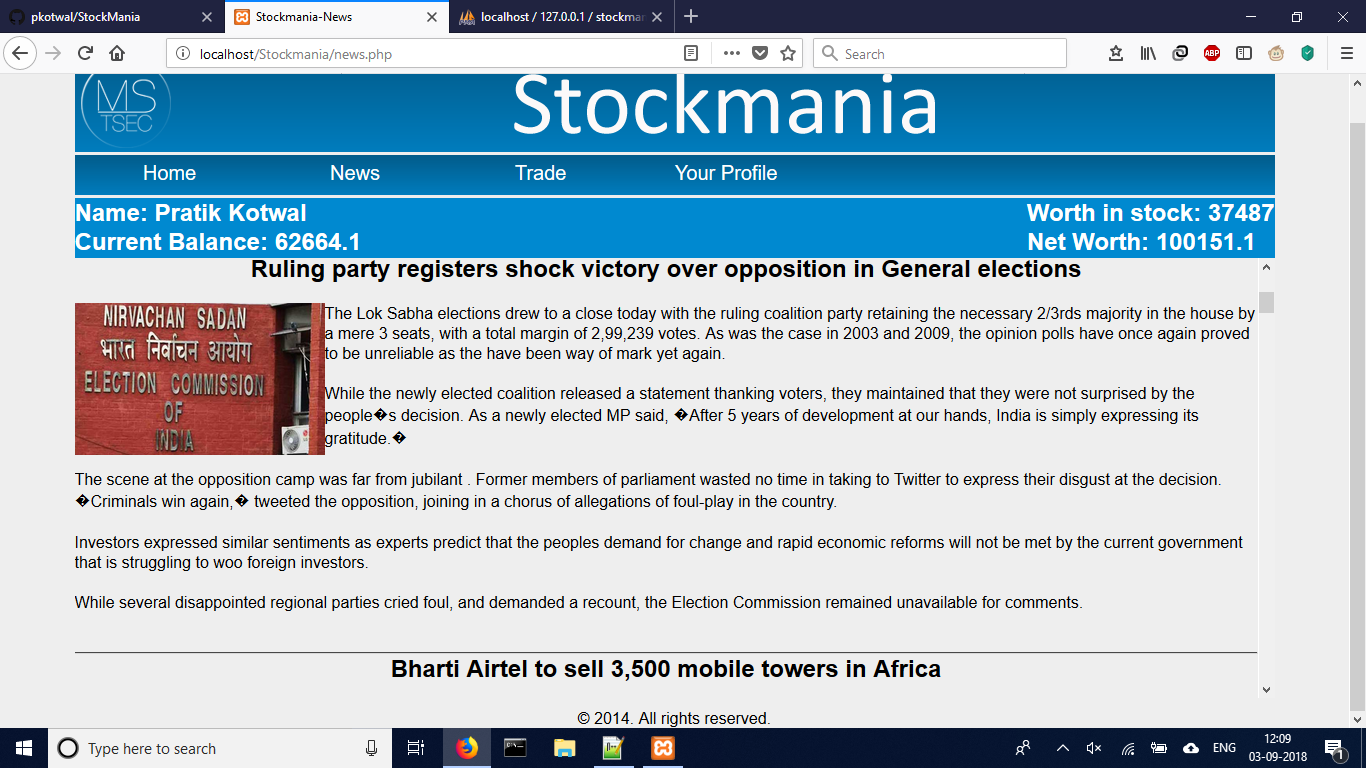 pkotwal/StockMania
Stockmania-News
localhost / 127.0.0.1 / stockma
localhost/Stockmania/news.php
Search
ABP
MS
TSEC
Stockmania
Home News Trade Your Profile
Name: Pratik Kotwal Worth in stock: 37487
Current Balance: 62664.1 Net Worth: 100151.1
Ruling party registers shock victory over opposition in General elections
NIRVACHAN SADAN
भारत निर्वाचन आयोग
ELECTION COMMISSION
OF
INDIA
The Lok Sabha elections drew to a close today with the ruling coalition party retaining the necessary 2/3rds majority in the house by
a mere 3 seats, with a total margin of 2,99,239 votes. As was the case in 2003 and 2009, the opinion polls have once again proved
to be unreliable as the have been way of mark yet again.
While the newly elected coalition released a statement thanking voters, they maintained that they were not surprised by the
people�s decision. As a newly elected MP said, �After 5 years of development at our hands, India is simply expressing its
gratitude.�
The scene at the opposition camp was far from jubilant . Former members of parliament wasted no time in taking to Twitter to express their disgust at the decision.
�Criminals win again,� tweeted the opposition, joining in a chorus of allegations of foul-play in the country.
Investors expressed similar sentiments as experts predict that the peoples demand for change and rapid economic reforms will not be met by the current government
that is struggling to woo foreign investors.
While several disappointed regional parties cried foul, and demanded a recount, the Election Commission remained unavailable for comments.
Bharti Airtel to sell 3,500 mobile towers in Africa
© 2014. All rights reserved.
Type here to search
ENG
12:09
03-09-2018
1